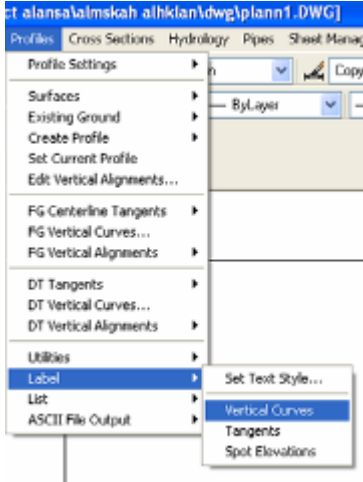 ct alansa\almskah alhklan\dwg\plann1.DWG]
Profiles Cross Sections Hydrology Pipes Sheet Manag
Profile Settings
Copy
Surfaces
ByLayer
Existing Ground
Create Profile
Set Current Profile
Edit Vertical Alignments...
FG Centerline Tangents
FG Vertical Curves...
FG Vertical Alignments
DT Tangents
DT Vertical Curves...
DT Vertical Alignments
Utilities
Label
Set Text Style...
List
Vertical Curves
ASCII File Output
Tangents
Spot Elevations